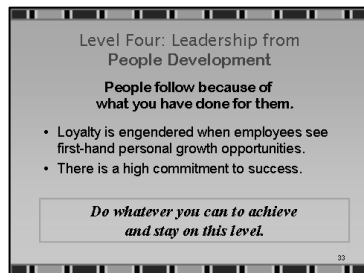 Level Four: Leadership from
People Development
People follow because of
what you have done for them.
• Loyalty is engendered when employees see
first-hand personal growth opportunities.
• There is a high commitment to success.
Do whatever you can to achieve
and stay on this level.
33